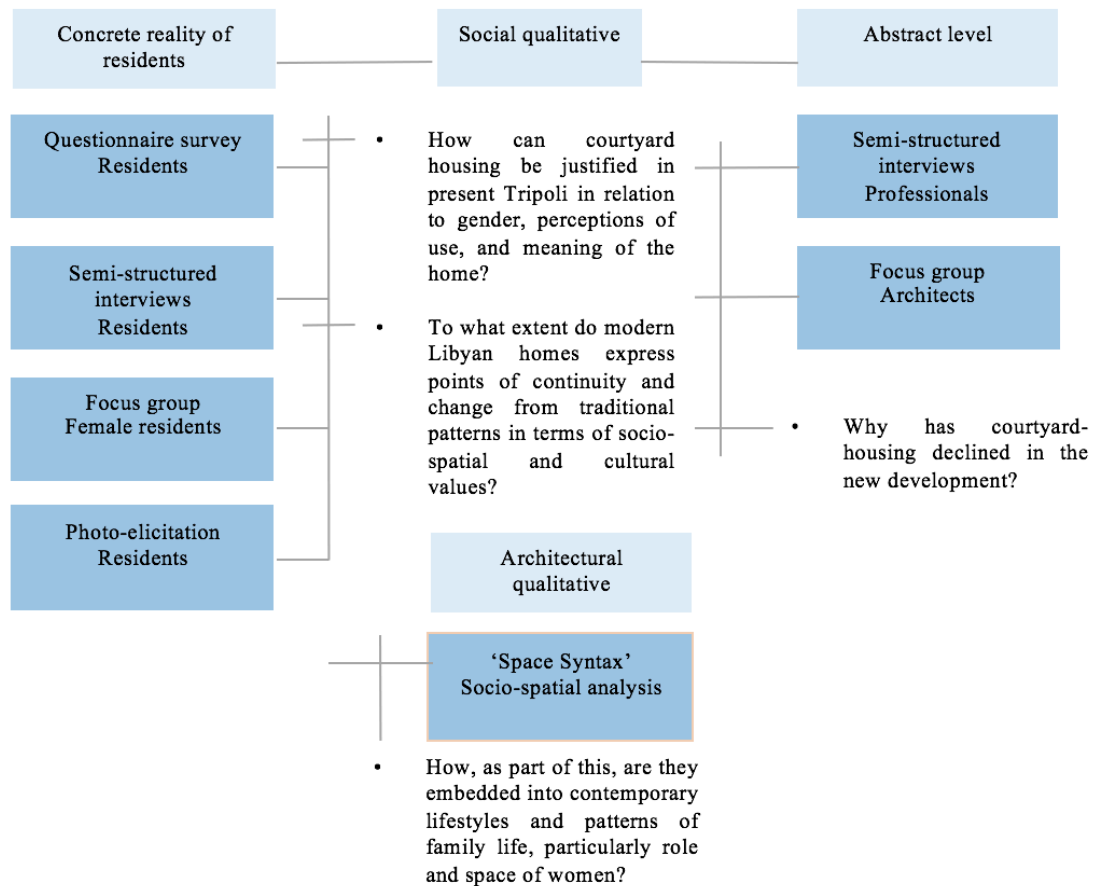 Concrete reality of
residents
Social qualitative
Abstract level
Questionnaire survey
Residents
Semi-structured
interviews
Residents
Focus group
Female residents
Photo-elicitation
Residents
• How can courtyard
housing be justified in
present Tripoli in relation
to gender, perceptions of
use, and meaning of the
home?
• To what extent do modern
Libyan homes express
points of continuity and
change from traditional
patterns in terms of socio-
spatial and cultural
values?
Semi-structured
interviews
Professionals
Focus group
Architects
• Why has courtyard-
housing declined in the
new development?
Architectural
qualitative
‘Space Syntax’
Socio-spatial analysis
• How, as part of this, are they
embedded into contemporary
lifestyles and patterns of
family life, particularly role
and space of women?